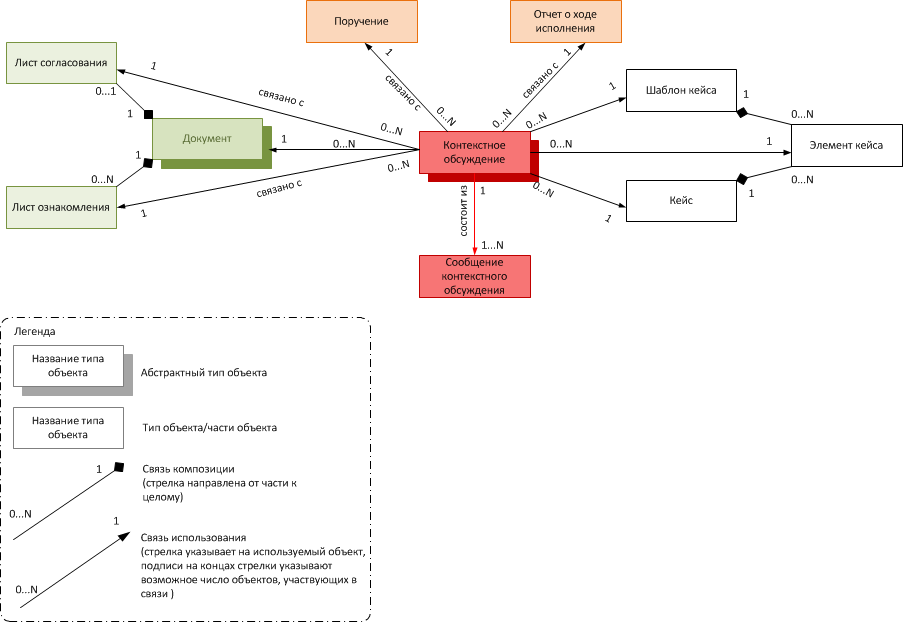 Поручение
Отчет о ходе
исполнения
Лист согласования
1
1
1
связано с
связано с
связано с
0...1
1
0...N
0...N
0...N
0...N
1
Шаблон кейса
1
0...N
Документ
1
0...N
Контекстное
обсуждение
0...N
1
Элемент кейса
1
0...N
0...N
связано с
0...N
0...N
1
Лист ознакомления
1
1
Кейс
1
состоит из
1...N
Сообщение
контекстного
обсуждения
Легенда
Название типа
объекта
Абстрактный тип объекта
Название типа
объекта
Тип объекта/части объекта
1
0...N
Связь композиции
(стрелка направлена от части к
целому)
1
0...N
Связь использования
(стрелка указывает на используемый объект,
подписи на концах стрелки указывают
возможное число объектов, участвующих в
связи )